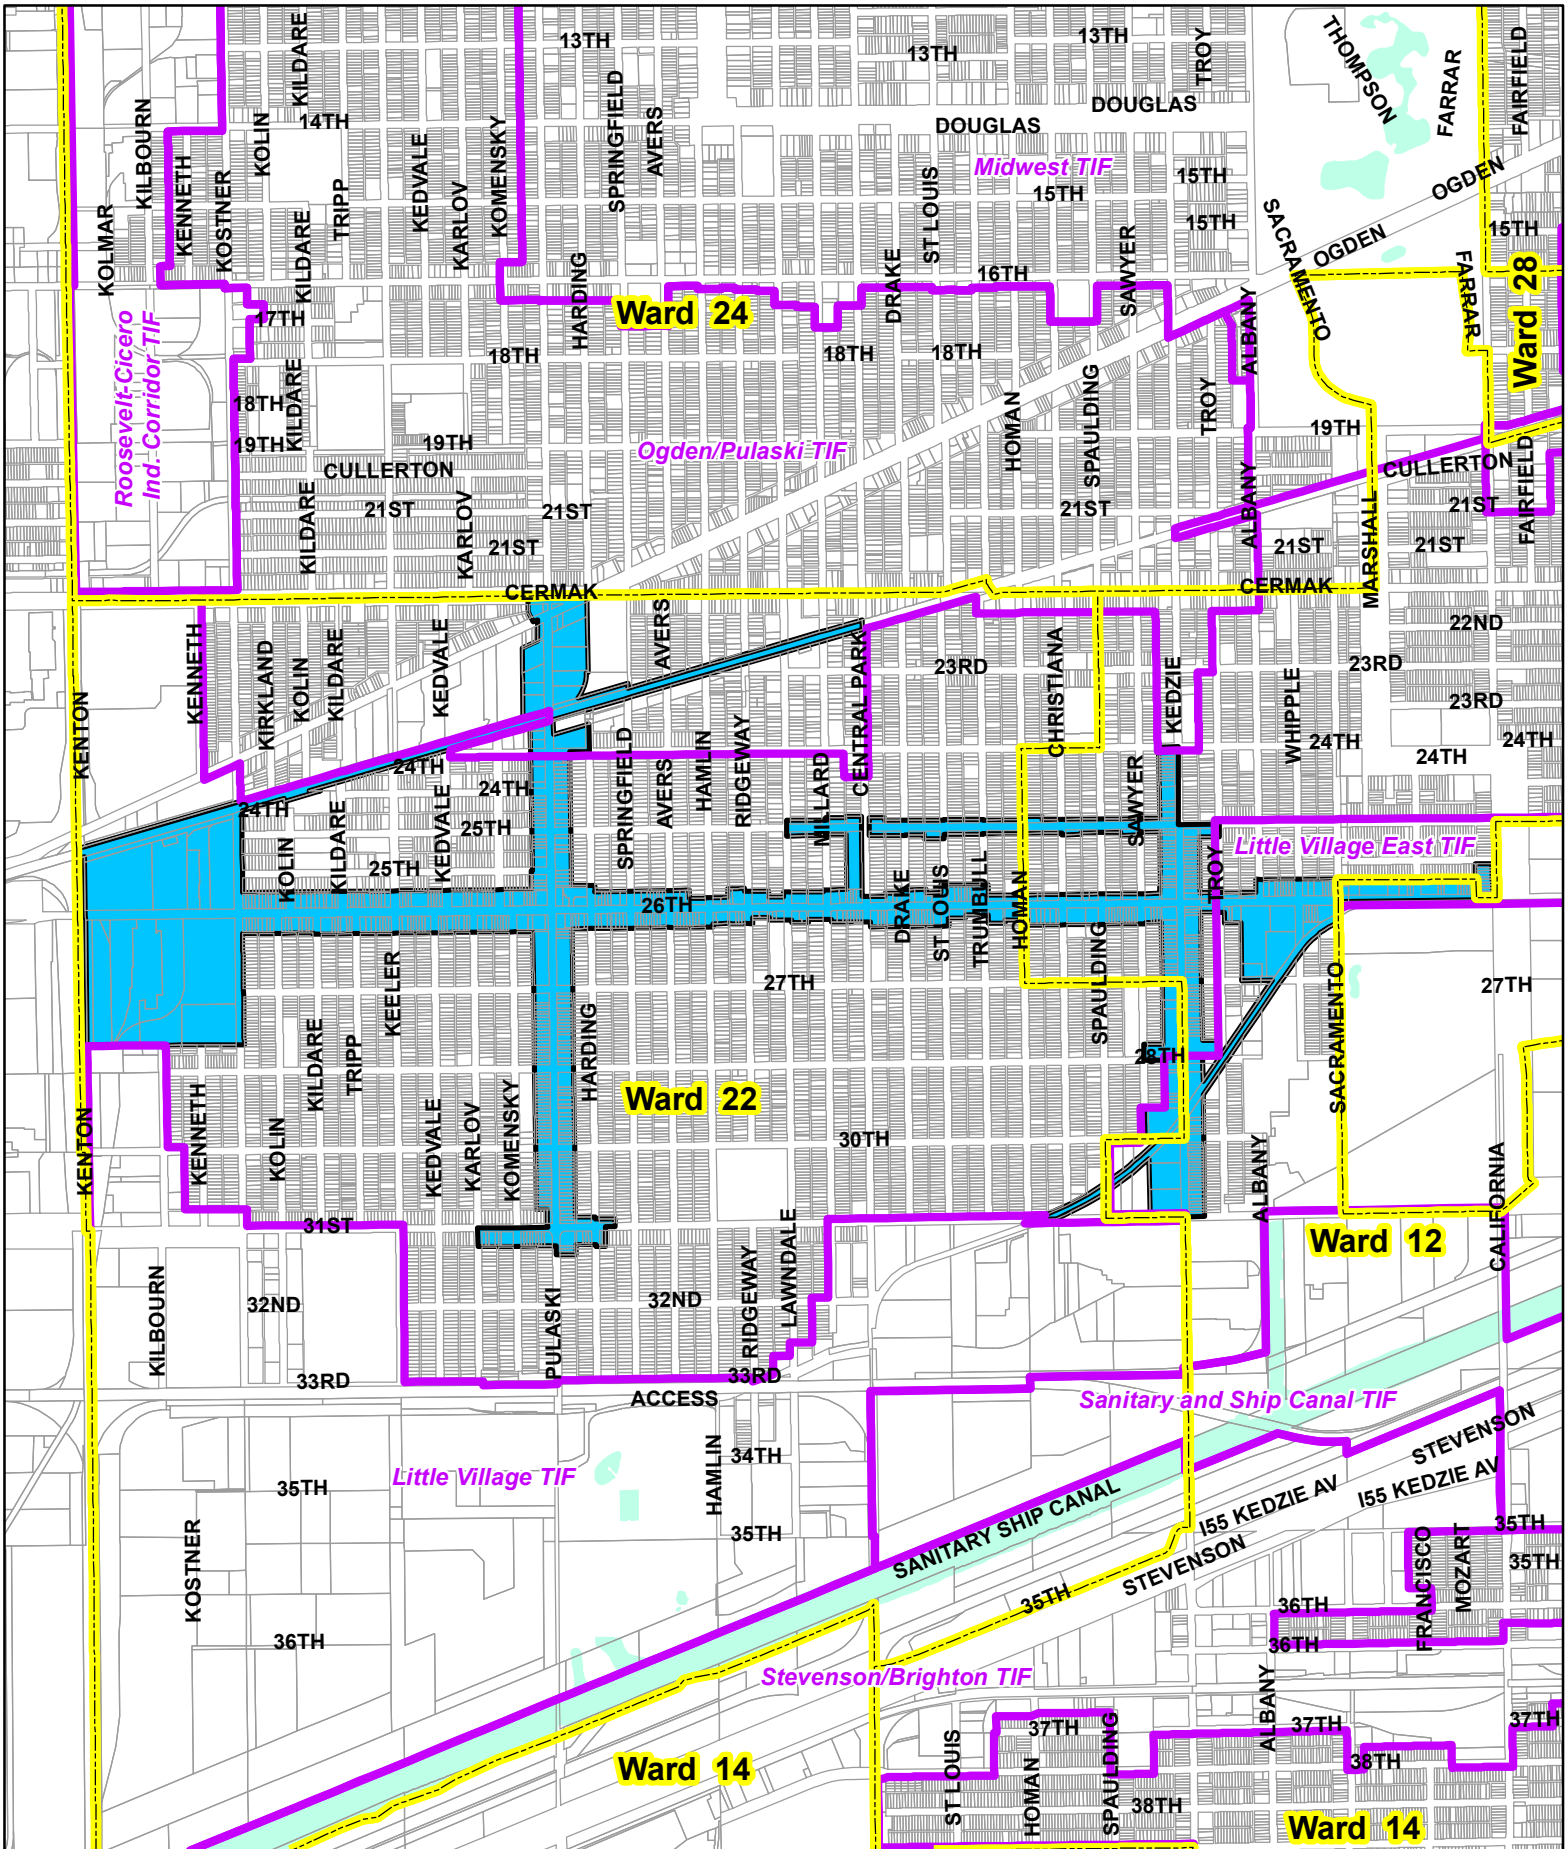 13TH
13TH
13TH
TROY
THOMPSON
FARRAR
FAIRFIELD
KILDARE
KILBOURN
KOLIN
14TH
SPRINGFIELD
AVERS
DOUGLAS
DOUGLAS
KENNETH
KOSTNER
TRIPP
KEDVALE
KARLOV
KOMENSKY
Midwest TIF
ST LOUIS
15TH
15TH
15TH
OGDEN
OGDEN
SACRAMENTO
15TH
KOLMAR
KILDARE
HARDING
DRAKE
16TH
SAWYER
FARRAR
Ward 28
17TH
Ward 24
Roosevelt-Cicero
Ind. Corridor TIF
18TH
18TH
18TH
ALBANY
KILDARE
18TH
19TH
19TH
CULLERTON
Ogden/Pulaski TIF
HOMAN
SPAULDING
TROY
19TH
CULLERTON
FAIRFIELD
KILDARE
21ST
KARLOV
21ST
21ST
21ST
ALBANY
21ST
MARSHALL
21ST
21ST
CERMAK
CERMAK
KENNETH
KIRKLAND
KOLIN
KILDARE
KEDVALE
AVERS
CENTRAL PARK
23RD
CHRISTIANA
KEDZIE
22ND
23RD
23RD
WHIPPLE
KENTON
24TH
24TH
24TH
24TH
24TH
24TH
SPRINGFIELD
AVERS
HAMLIN
RIDGEWAY
MILLARD
SAWYER
KOLIN
KILDARE
KEDVALE
25TH
25TH
Little Village East TIF
TROY
26TH
DRAKE
ST LOUIS
TRUMBULL
HOMAN
SPAULDING
KEELER
27TH
27TH
SACRAMENTO
KILDARE
TRIPP
HARDING
28TH
Ward 22
KENTON
KENNETH
KOLIN
KEDVALE
KARLOV
KOMENSKY
30TH
ALBANY
CALIFORNIA
31ST
LAWNDALE
Ward 12
KILBOURN
32ND
PULASKI
32ND
RIDGEWAY
33RD
33RD
ACCESS
Sanitary and Ship Canal TIF
HAMLIN
34TH
STEVENSON
Little Village TIF
35TH
35TH
I55 KEDZIE AV
I55 KEDZIE AV
SANITARY SHIP CANAL
STEVENSON
35TH
KOSTNER
35TH
35TH
FRANCISCO
MOZART
36TH
36TH
36TH
Stevenson/Brighton TIF
ALBANY
ST LOUIS
37TH
HOMAN
SPAULDING
37TH
37TH
38TH
Ward 14
38TH
Ward 14